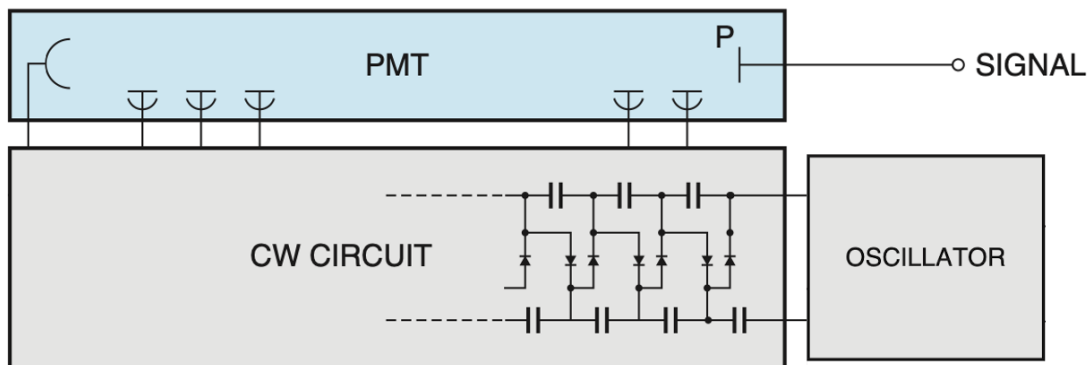 P
PMT
SIGNAL
CW CIRCUIT
OSCILLATOR